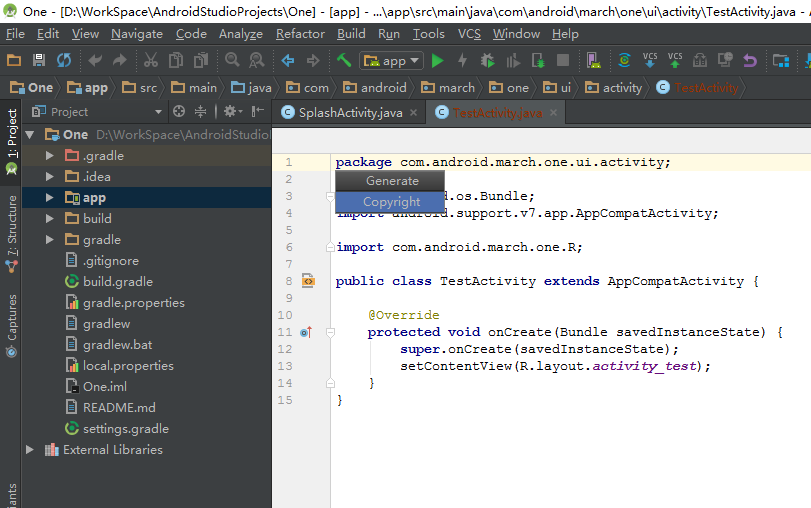 One - [D:\WorkSpace\AndroidStudioProjects\One] - [app] - ...\app\src\main\java\com\android\march\one\ui\activity\TestActivity.java - A
File Edit View Navigate Code Analyze Refactor Build Run Tools VCS Window Help
app VCS VCS
One app src main java com android march one ui activity TestActivity
1: Project
7: Structure
Captures
iants
Project
SplashActivity.java TestActivity.java
One D:\WorkSpace\AndroidStudioP
.gradle
.idea
app
build
gradle
.gitignore
build.gradle
gradle.properties
gradlew
gradlew.bat
local.properties
One.iml
README.md
settings.gradle
External Libraries
1 package com.android.march.one.ui.activity;
Generate
Copyright
2
3 d.os.Bundle;
4 import android.support.v7.app.AppCompatActivity;
5
6 import com.android.march.one.R;
7
8 public class TestActivity extends AppCompatActivity {
9
10 @Override
11 protected void onCreate(Bundle savedInstanceState) {
12 super.onCreate(savedInstanceState);
13 setContentView(R.layout.activity_test);
14 }
15 }